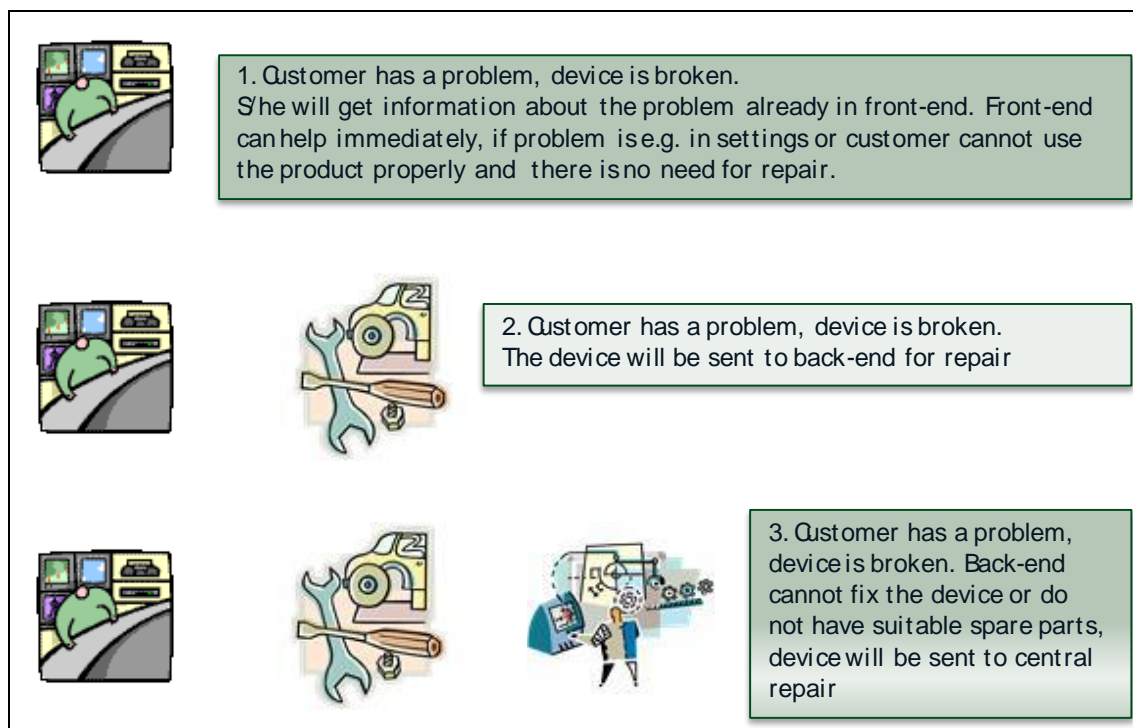 1. Customer has a problem, device is broken.
S/he will get information about the problem already in front-end. Front-end
can help immediately, if problem is e.g. in settings or customer cannot use
the product properly and there is no need for repair.
2. Customer has a problem, device is broken.
The device will be sent to back-end for repair
3. Customer has a problem,
device is broken. Back-end
cannot fix the device or do
not have suitable spare parts,
device will be sent to central
repair